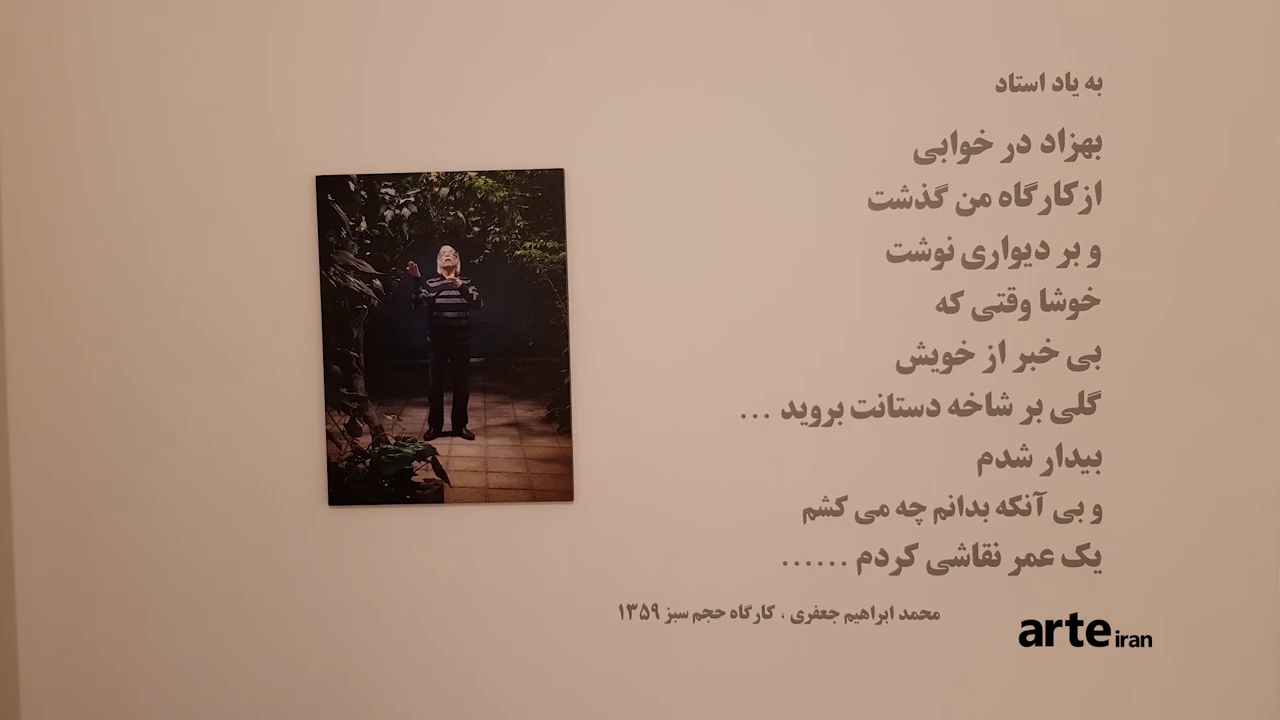 به یاد استاد
بهزاد در خوابی
ازکارگاه من گذشت
و بر دیواری نوشت
خوشا وقتی که
بی خبر از خویش
گلی بر شاخه دستانت بروید ...
بیدار شدم
و بی آنکه بدانم چه می کشم
یک عمر نقاشی کردم ......
محمد ابراهیم جعفری ، کارگاه حجم سبز ۱۳۵۹
arte iran